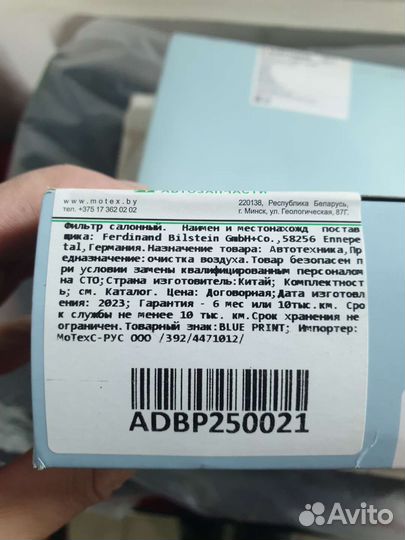 АВТОЗАПЧАСТИ
www.motex.by
тел. +375 17 362 02 02
220138, Республика Беларусь,
г. Минск, ул. Геологическая, 87Г.
Фильтр салонный. Наимен и местонахожд постав
щика: Ferdinand Bilstein GmbH+Co.,58256 Ennepe
tal,Германия.Назначение товара: Автотехника,Пр
едназначение:очистка воздуха.Товар безопасен п
ри условии замены квалифицированным персоналом
на СТО;Страна изготовитель:Китай; Комплектност
ь; см. Каталог. Цена: Договорная;Дата изготовл
ения: 2023; Гарантия - 6 мес или 10тыс.км. Сро
к службы не менее 10 тыс. км.Срок хранения не
ограничен.Товарный знак:BLUE PRINT; Импортер:
МоТехС-РУС ООО /392/4471012/
ADBP250021
Avito